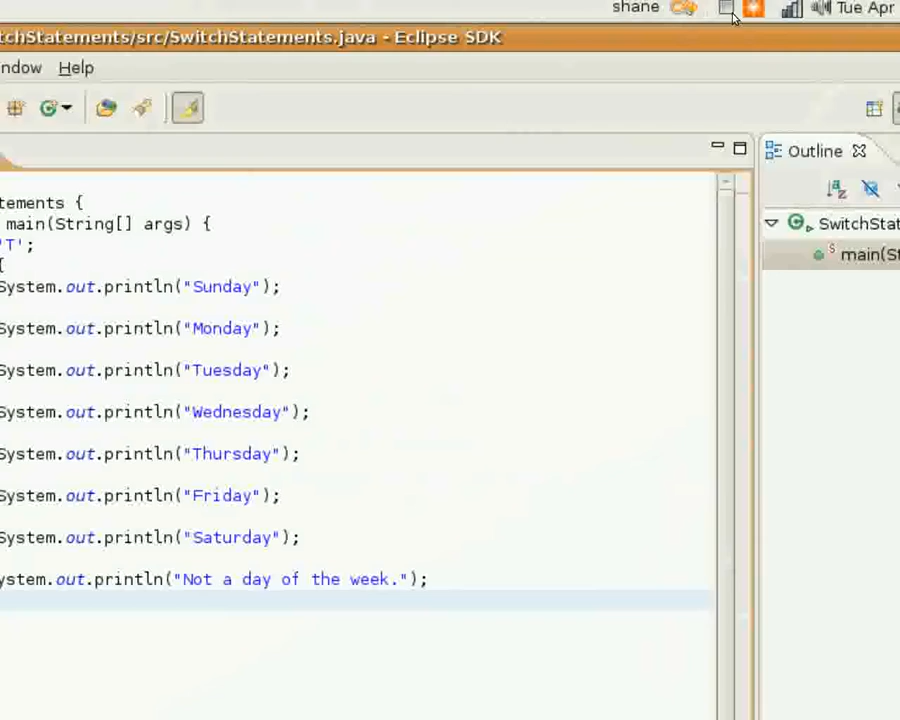 shane Tue Apr
tchStatements/src/SwitchStatements.java - Eclipse SDK
ndow Help
Outline
tements {
main(String[] args) {
'T';
{
System.out.println("Sunday");
System.out.println("Monday");
System.out.println("Tuesday");
System.out.println("Wednesday");
System.out.println("Thursday");
System.out.println("Friday");
System.out.println("Saturday");
ystem.out.println("Not a day of the week.");
SwitchStat
main(St